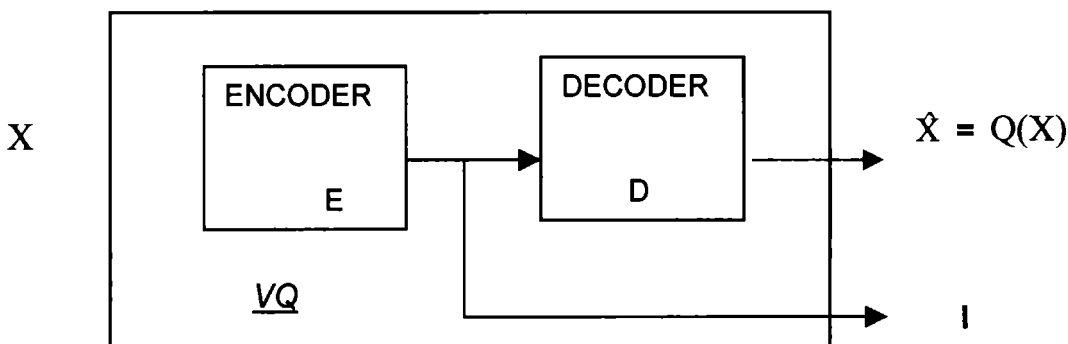 ENCODER
DECODER
X
X̂ = Q(X)
E
D
VQ
I